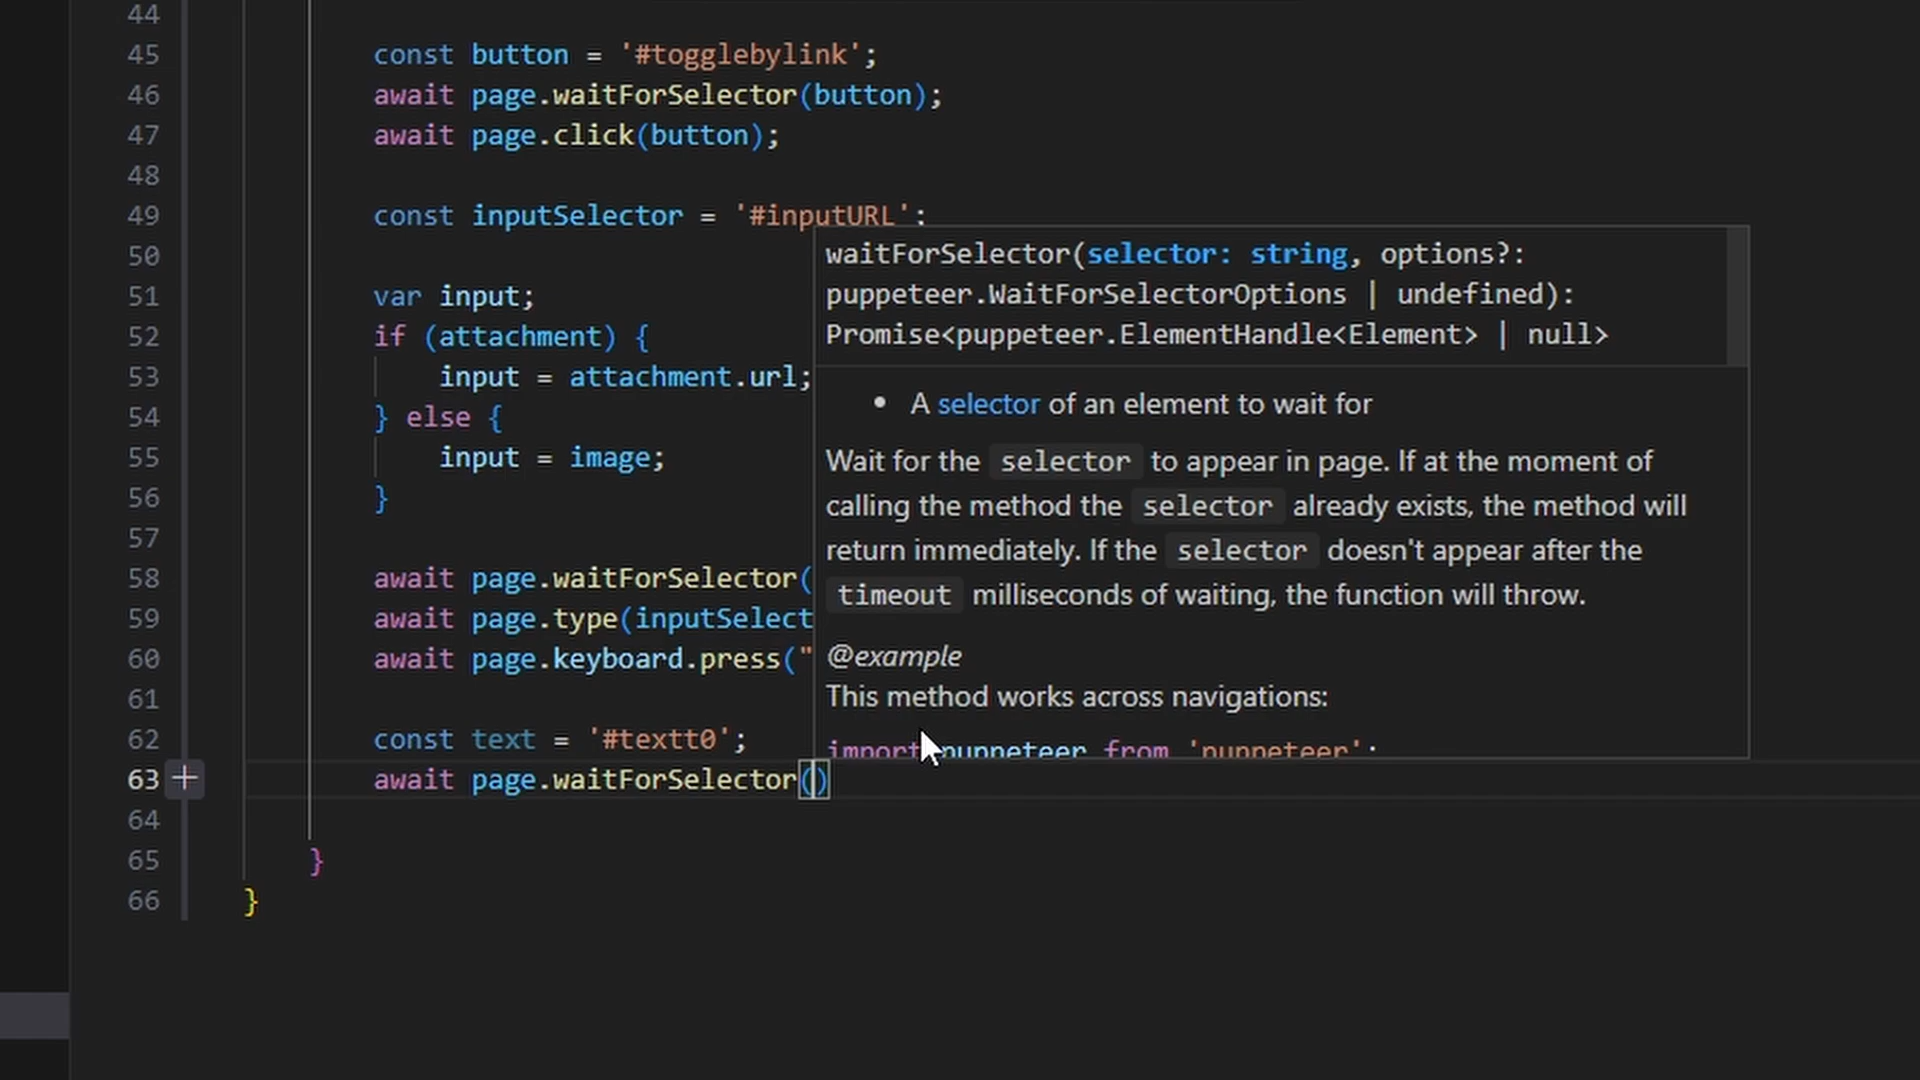 44
45 const button = '#togglebylink';
46 await page.waitForSelector(button);
47 await page.click(button);
48
49 const inputSelector = '#inputURL';
50
51 var input;
52 if (attachment) {
53 input = attachment.url;
54 } else {
55 input = image;
56 }
57
58 await page.waitForSelector(
59 await page.type(inputSelect
60 await page.keyboard.press("
61
62 const text = '#textt0';
63 await page.waitForSelector()
64
65 }
66 }
waitForSelector(selector: string, options?:
puppeteer.WaitForSelectorOptions | undefined):
Promise<puppeteer.ElementHandle<Element> | null>
• A selector of an element to wait for
Wait for the selector to appear in page. If at the moment of
calling the method the selector already exists, the method will
return immediately. If the selector doesn't appear after the
timeout milliseconds of waiting, the function will throw.
@example
This method works across navigations:
import puppeteer from 'puppeteer';